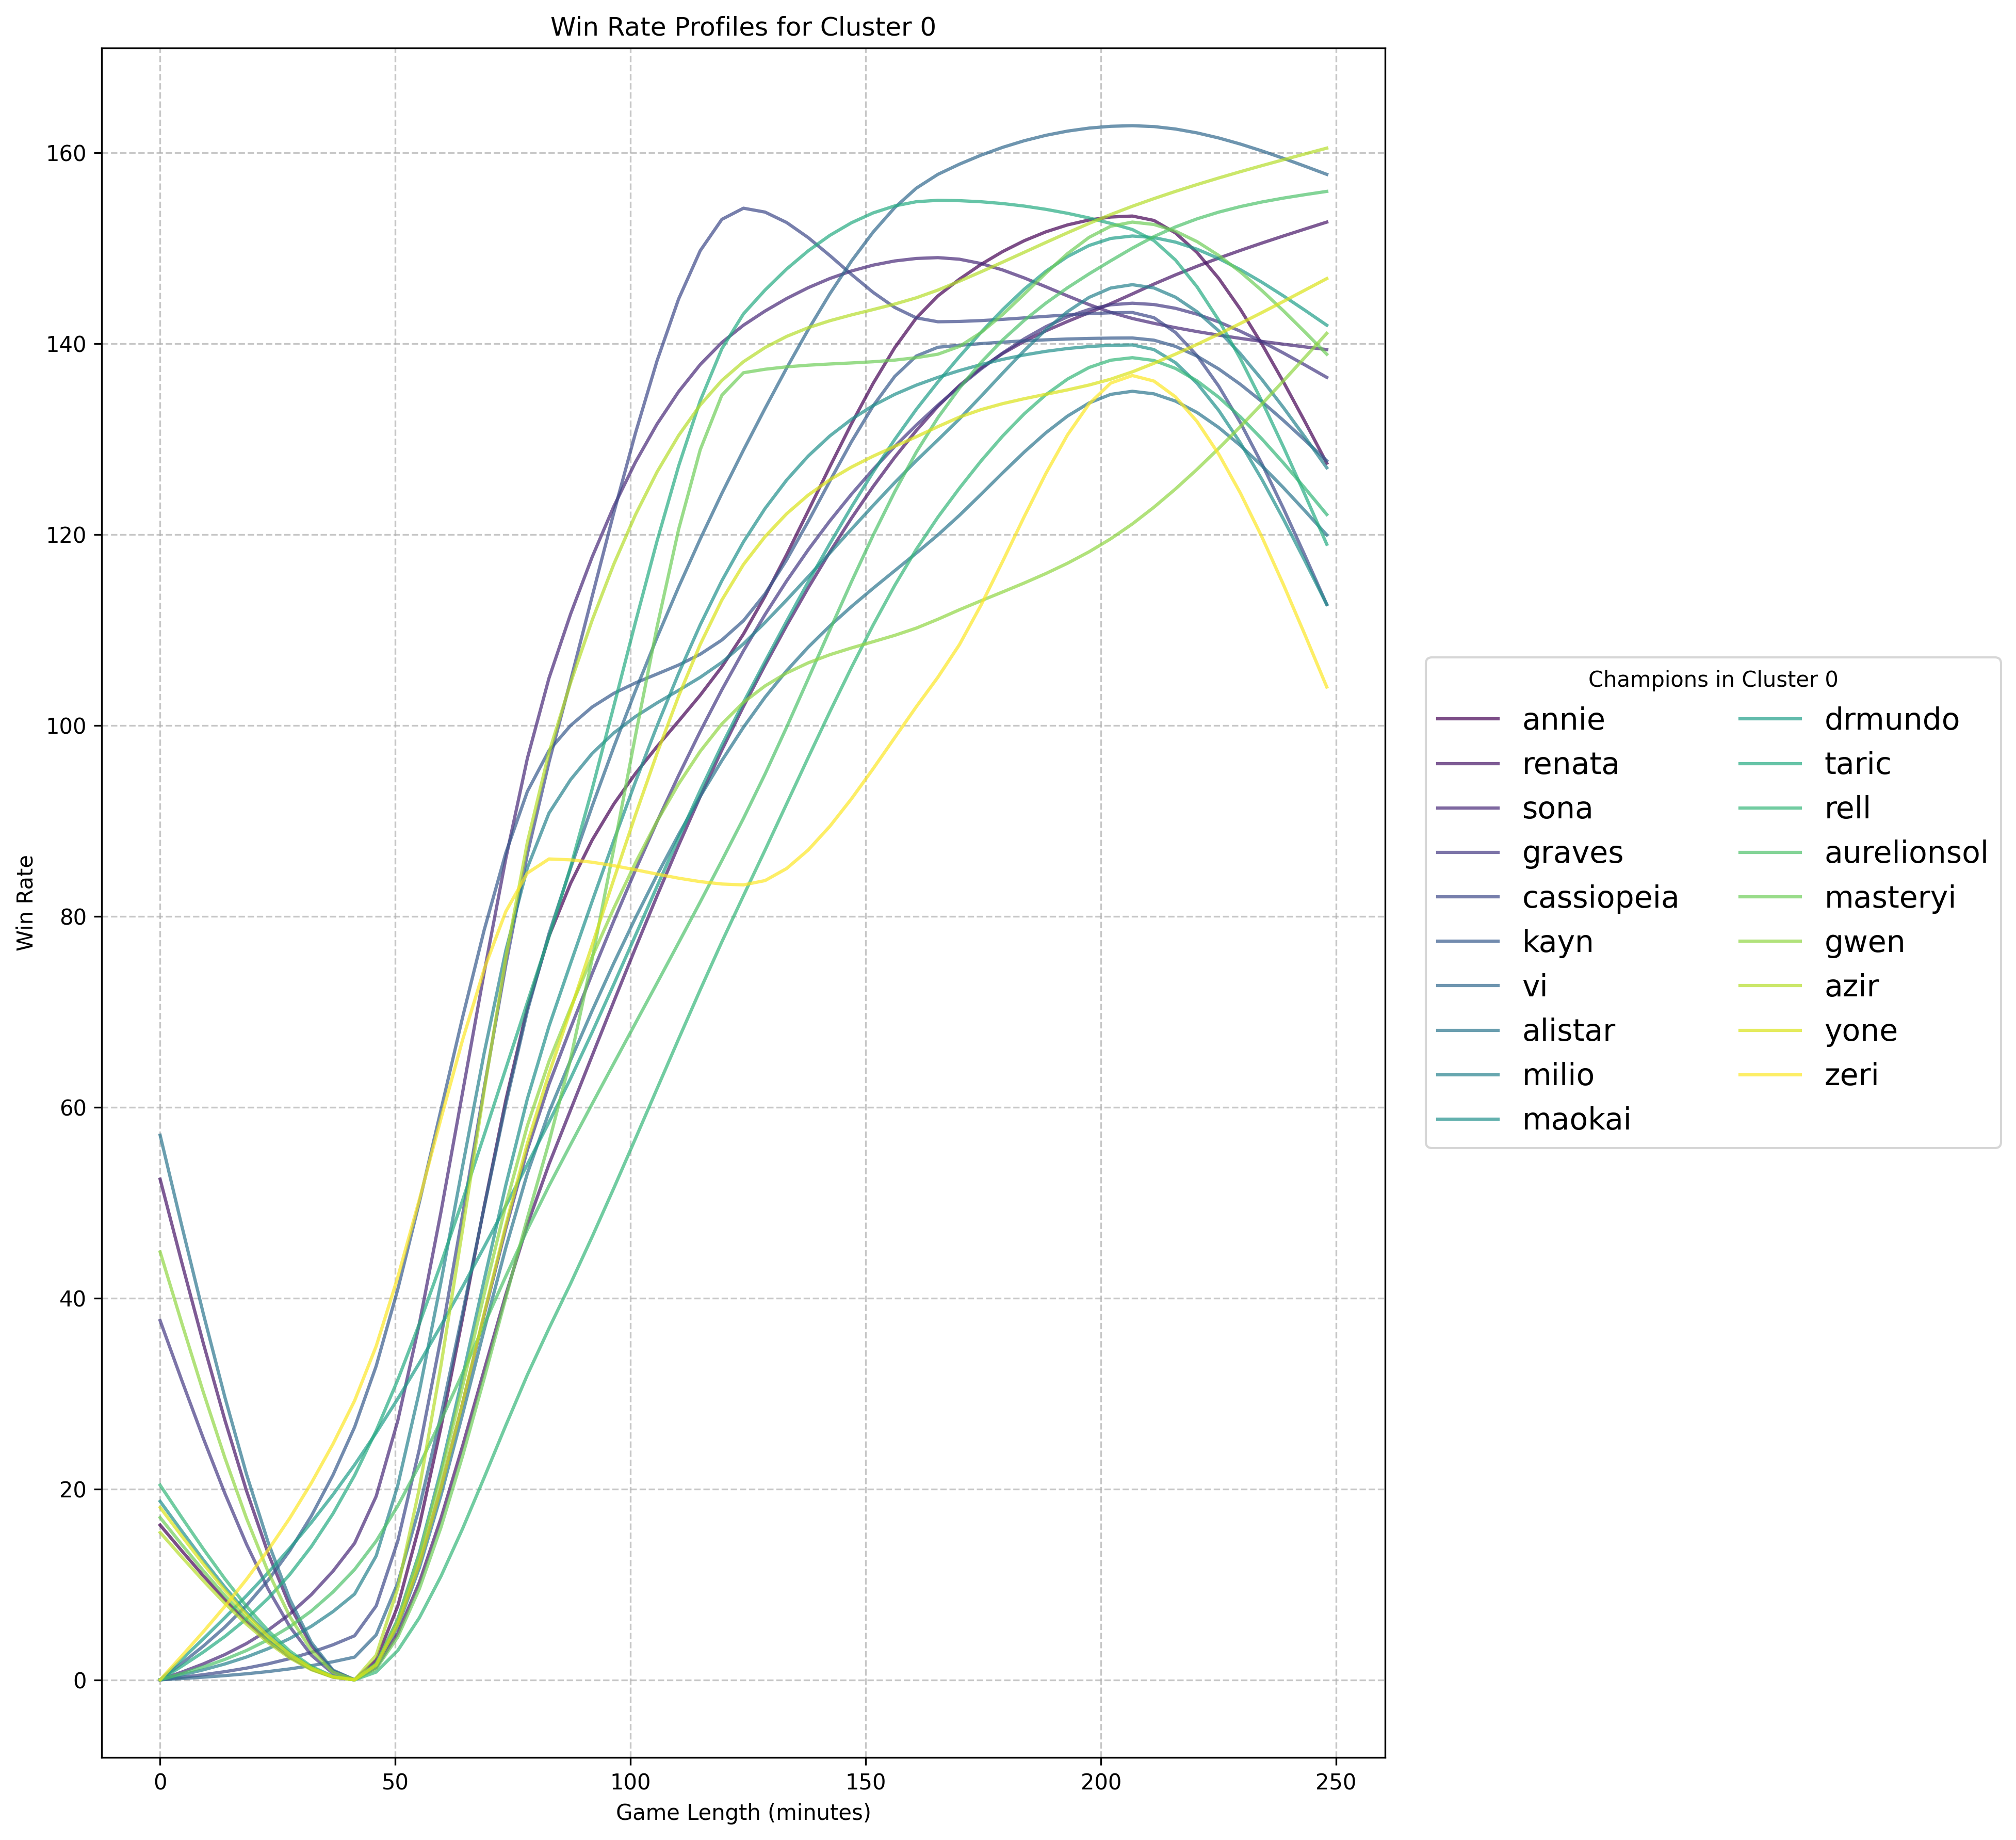 Win Rate Profiles for Cluster 0
160
140
120
100
80
60
40
20
0
Win Rate
0 50 100 150 200 250
Game Length (minutes)
Champions in Cluster 0
annie
renata
sona
graves
cassiopeia
kayn
vi
alistar
milio
maokai
drmundo
taric
rell
aurelionsol
masteryi
gwen
azir
yone
zeri